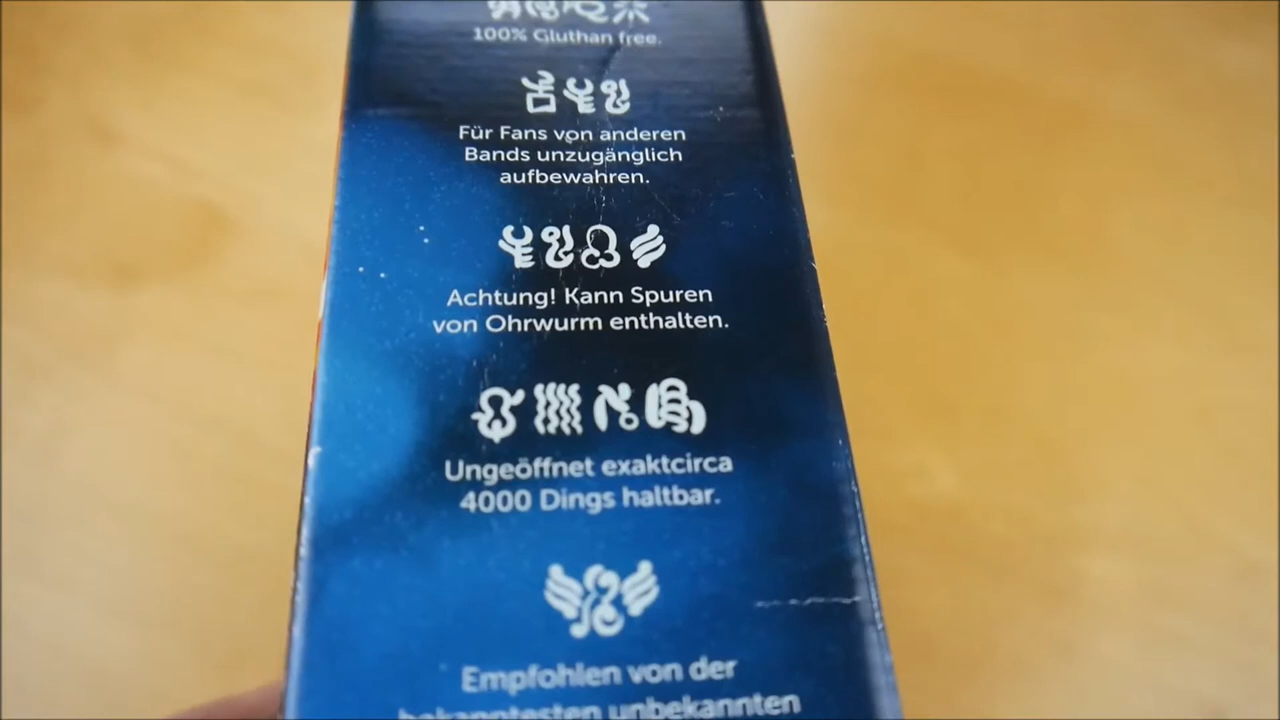 100% Gluthan free.
Für Fans von anderen
Bands unzugänglich
aufbewahren.
Achtung! Kann Spuren
von Ohrwurm enthalten.
Ungeöffnet exaktcirca
4000 Dings haltbar.
Empfohlen von der
bekanntesten unbekannten